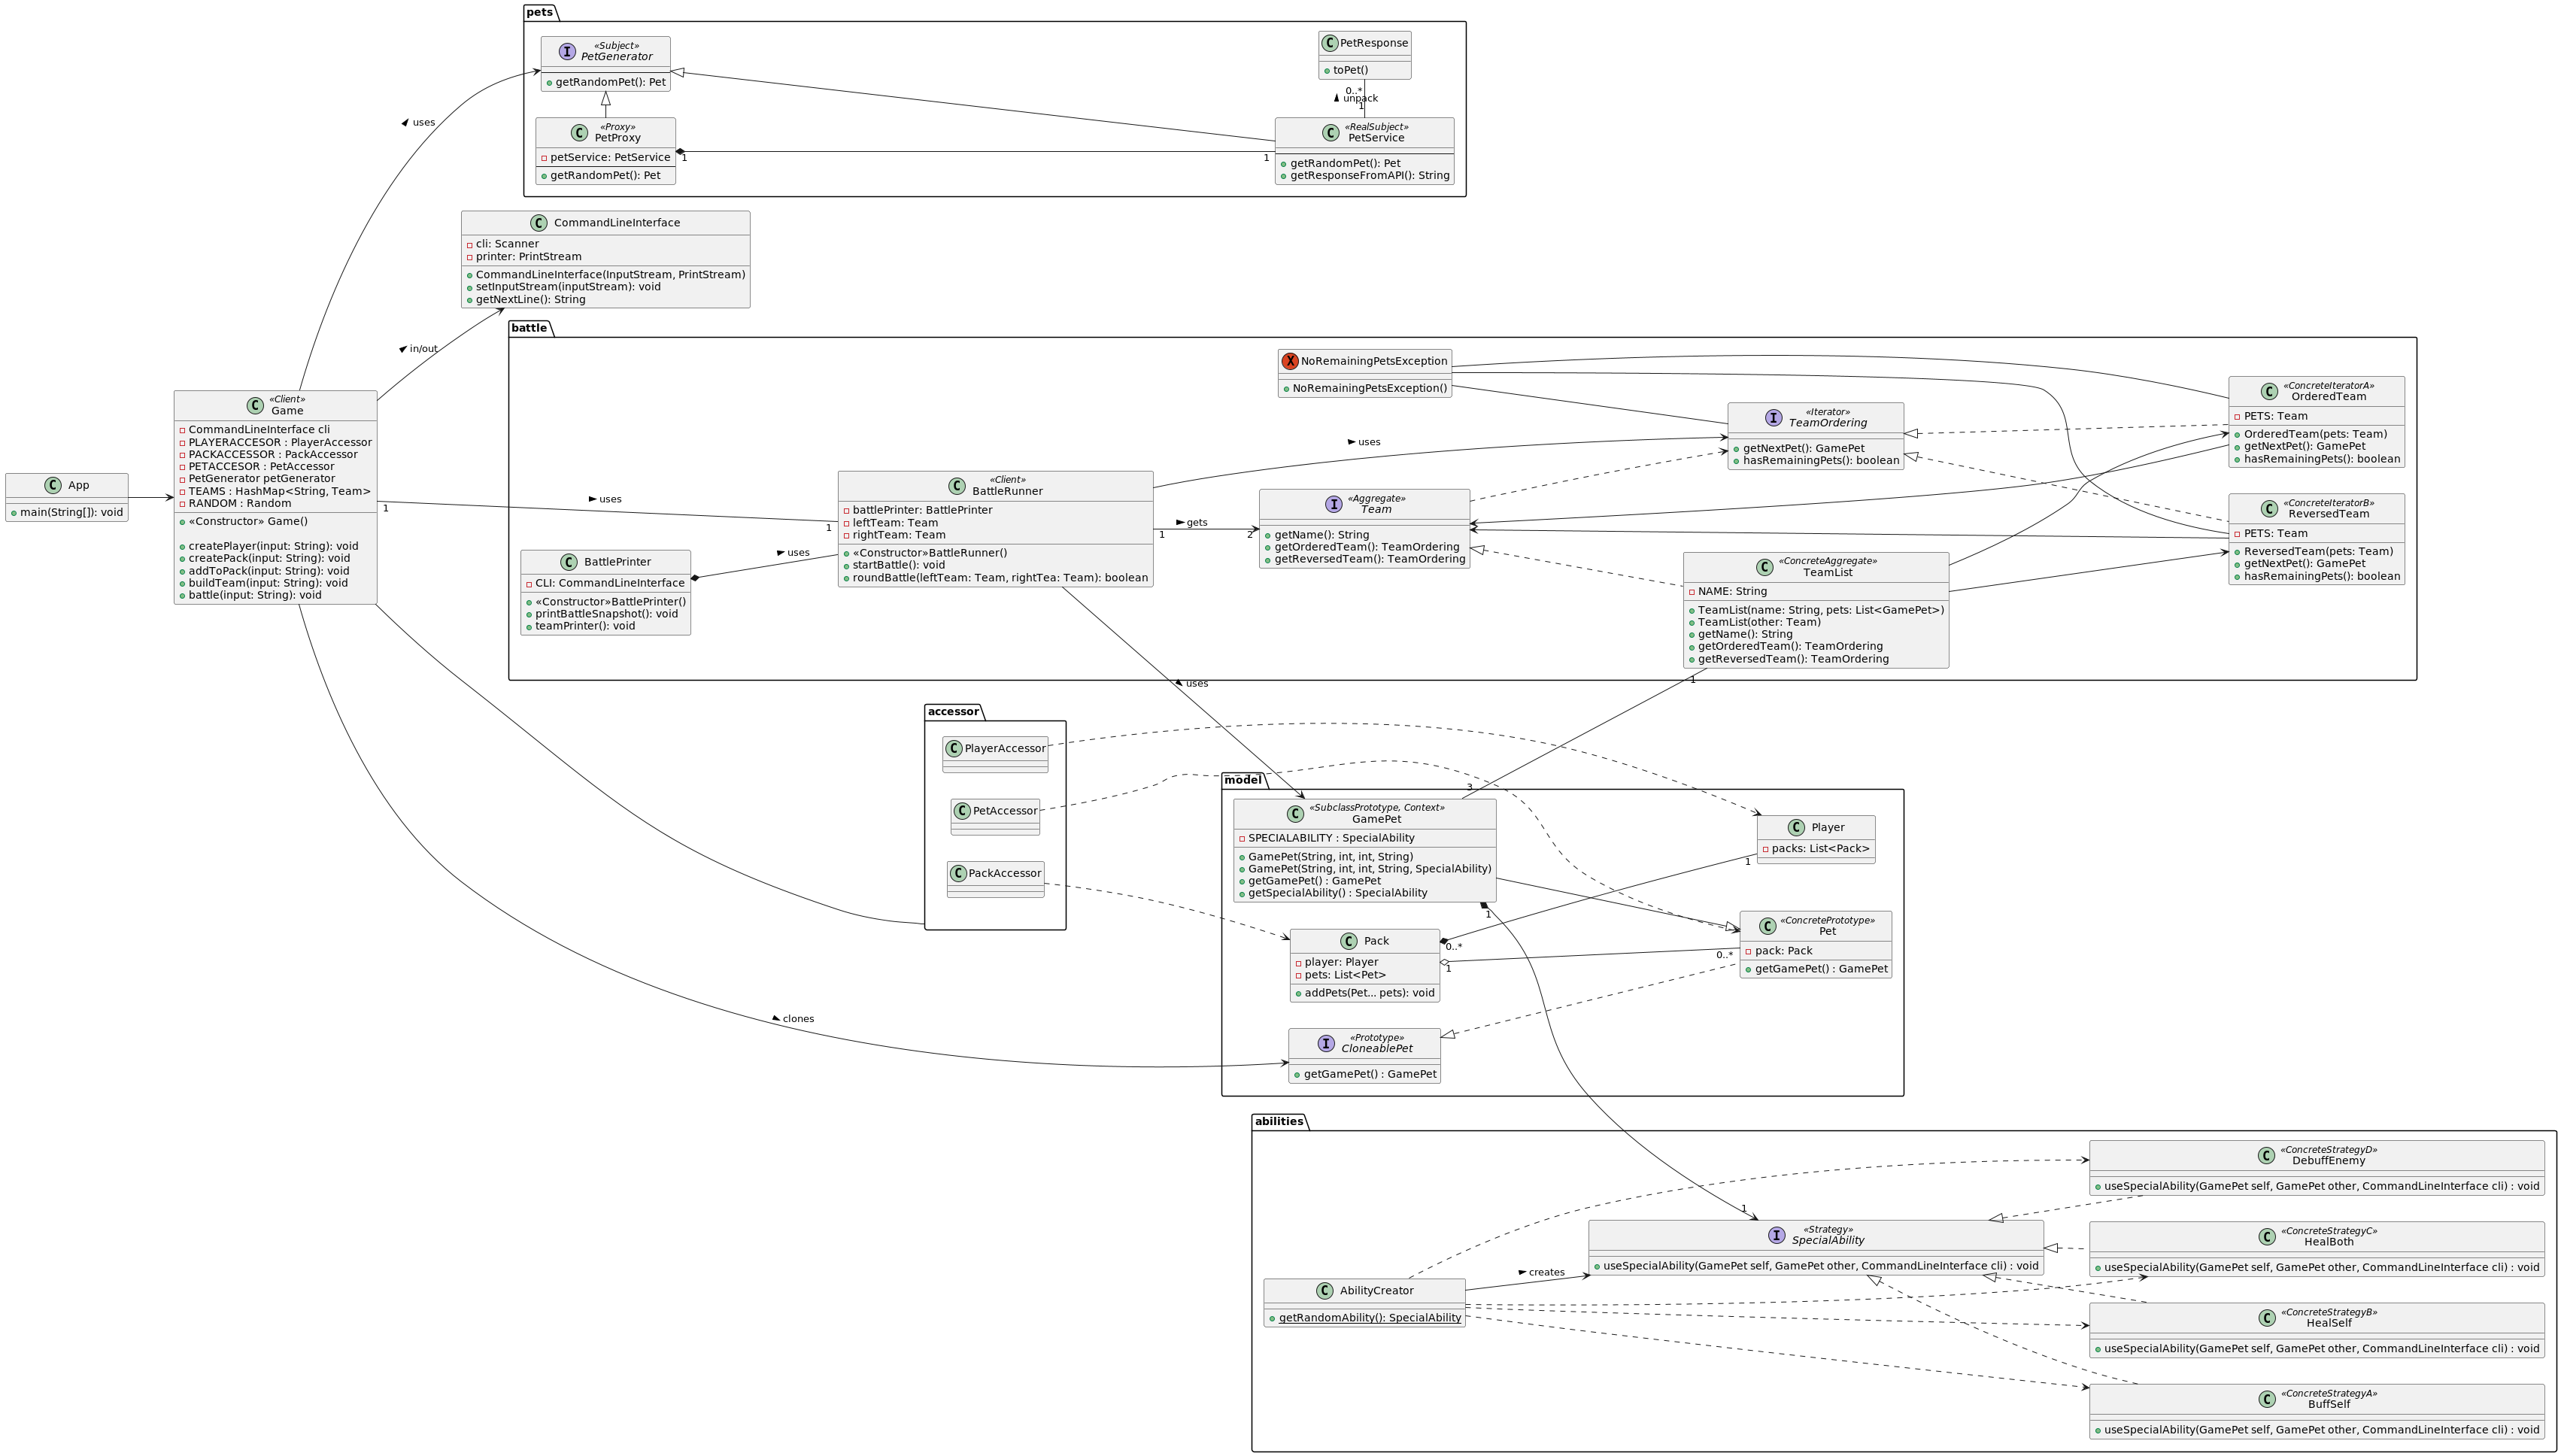 pets
«Subject»
PetGenerator
getRandomPet(): Pet
PetResponse
toPet()
0..*
unpack
1
uses
«Proxy»
PetProxy
petService: PetService
getRandomPet(): Pet
1
1
«RealSubject»
PetService
getRandomPet(): Pet
getResponseFromAPI(): String
CommandLineInterface
cli: Scanner
printer: PrintStream
CommandLineInterface(InputStream, PrintStream)
setInputStream(inputStream): void
getNextLine(): String
in/out
App
main(String[]): void
«Client»
Game
CommandLineInterface cli
PLAYERACCESOR : PlayerAccessor
PACKACCESSOR : PackAccessor
PETACCESOR : PetAccessor
PetGenerator petGenerator
TEAMS : HashMap<String, Team>
RANDOM : Random
«Constructor» Game()
createPlayer(input: String): void
createPack(input: String): void
addToPack(input: String): void
buildTeam(input: String): void
battle(input: String): void
1
uses
1
battle
NoRemainingPetsException
NoRemainingPetsException()
«Iterator»
TeamOrdering
getNextPet(): GamePet
hasRemainingPets(): boolean
«ConcreteIteratorA»
OrderedTeam
PETS: Team
OrderedTeam(pets: Team)
getNextPet(): GamePet
hasRemainingPets(): boolean
uses
«Client»
BattleRunner
battlePrinter: BattlePrinter
leftTeam: Team
rightTeam: Team
«Constructor»BattleRunner()
startBattle(): void
roundBattle(leftTeam: Team, rightTea: Team): boolean
gets
1
2
«Aggregate»
Team
getName(): String
getOrderedTeam(): TeamOrdering
getReversedTeam(): TeamOrdering
«ConcreteIteratorB»
ReversedTeam
PETS: Team
ReversedTeam(pets: Team)
getNextPet(): GamePet
hasRemainingPets(): boolean
BattlePrinter
CLI: CommandLineInterface
«Constructor»BattlePrinter()
printBattleSnapshot(): void
teamPrinter(): void
uses
«ConcreteAggregate»
TeamList
NAME: String
TeamList(name: String, pets: List<GamePet>)
TeamList(other: Team)
getName(): String
getOrderedTeam(): TeamOrdering
getReversedTeam(): TeamOrdering
1
uses
accessor
PlayerAccessor
PetAccessor
PackAccessor
model
3
«SubclassPrototype, Context»
GamePet
SPECIALABILITY : SpecialAbility
GamePet(String, int, int, String)
GamePet(String, int, int, String, SpecialAbility)
getGamePet() : GamePet
getSpecialAbility() : SpecialAbility
1
Player
packs: List<Pack>
1
Pack
player: Player
pets: List<Pet>
addPets(Pet... pets): void
0..*
1
0..*
«ConcretePrototype»
Pet
pack: Pack
getGamePet() : GamePet
clones
«Prototype»
CloneablePet
getGamePet() : GamePet
abilities
«ConcreteStrategyD»
DebuffEnemy
useSpecialAbility(GamePet self, GamePet other, CommandLineInterface cli) : void
1
«Strategy»
SpecialAbility
useSpecialAbility(GamePet self, GamePet other, CommandLineInterface cli) : void
«ConcreteStrategyC»
HealBoth
useSpecialAbility(GamePet self, GamePet other, CommandLineInterface cli) : void
creates
AbilityCreator
getRandomAbility(): SpecialAbility
«ConcreteStrategyB»
HealSelf
useSpecialAbility(GamePet self, GamePet other, CommandLineInterface cli) : void
«ConcreteStrategyA»
BuffSelf
useSpecialAbility(GamePet self, GamePet other, CommandLineInterface cli) : void